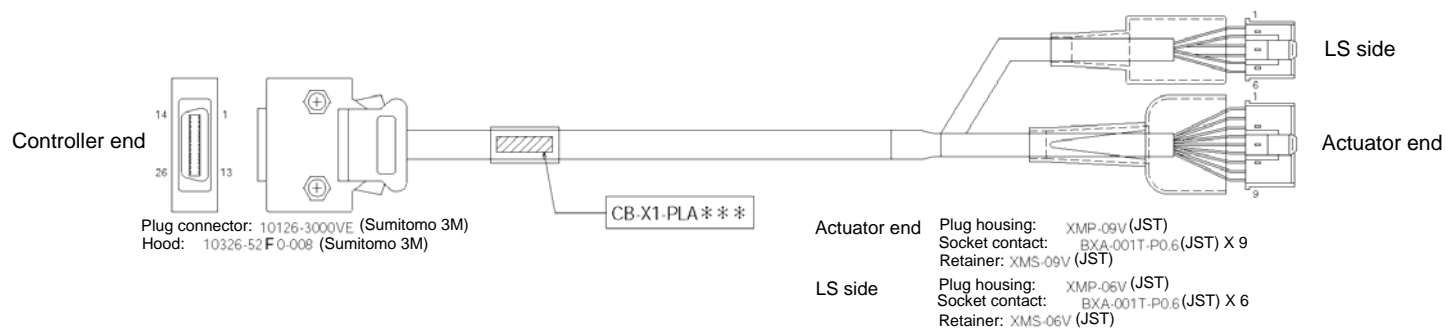 1
LS side
6
14 1
1
Controller end
Actuator end
26 13
9
CB-X1-PLA＊＊＊
Plug connector: 10126-3000VE (Sumitomo 3M)
Hood: 10326-52F0-008 (Sumitomo 3M)
Actuator end Plug housing: XMP-09V (JST)
Socket contact: BXA-001T-P0.6 (JST) X 9
Retainer: XMS-09V (JST)
LS side Plug housing: XMP-06V (JST)
Socket contact: BXA-001T-P0.6 (JST) X 6
Retainer: XMS-06V (JST)